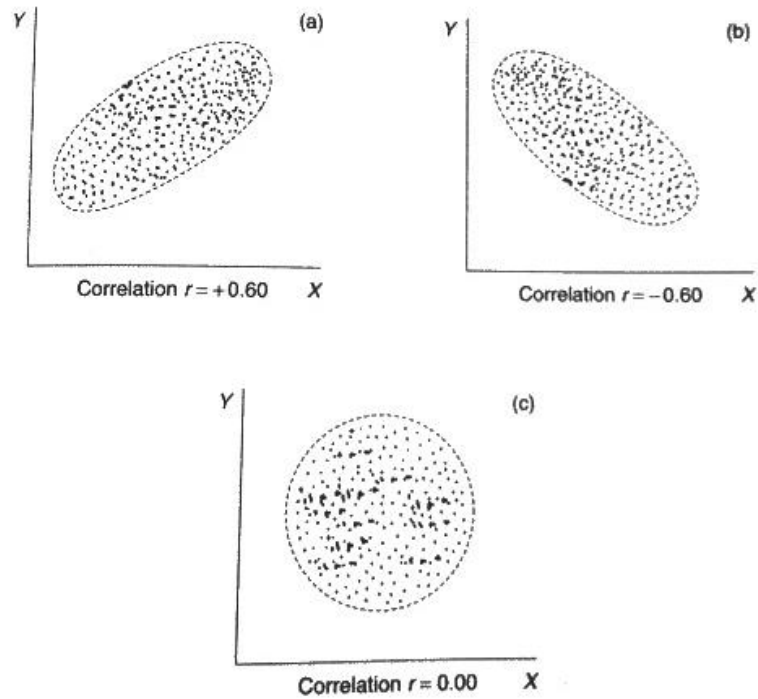 Y
(a)
Correlation r = +0.60 X
Y
(b)
Correlation r = −0.60 X
Y
(c)
Correlation r = 0.00 X